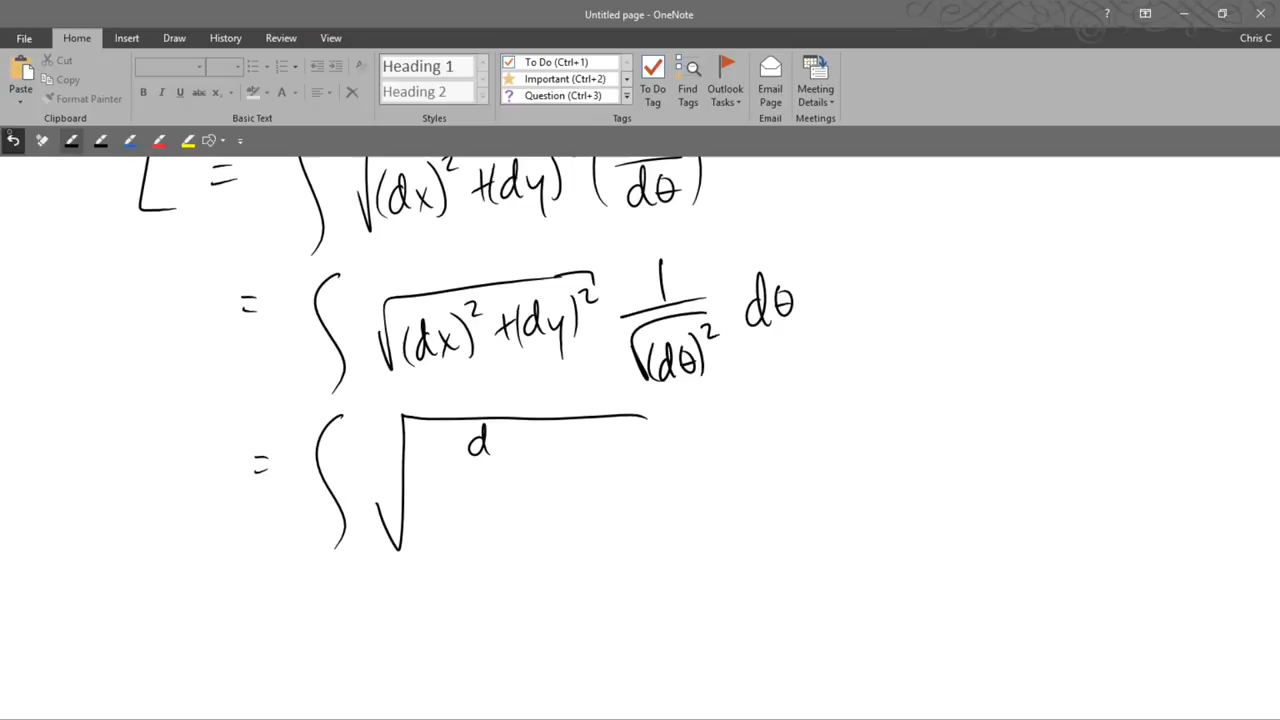 Untitled page - OneNote
File Home Insert Draw History Review View Chris C
Paste Cut Copy Format Painter Clipboard
B I U abc x₂ A Basic Text
Heading 1
Heading 2
Styles
To Do (Ctrl+1)
Important (Ctrl+2)
? Question (Ctrl+3)
To Do Tag Find Tags Outlook Tasks
Tags
Email Page
Email
Meeting Details
Meetings
L = ∫ √(dx)² + (dy)² (‾/dθ)
= ∫ √((dx)² + (dy)²) 1/√(dθ)² dθ
= ∫ √ d